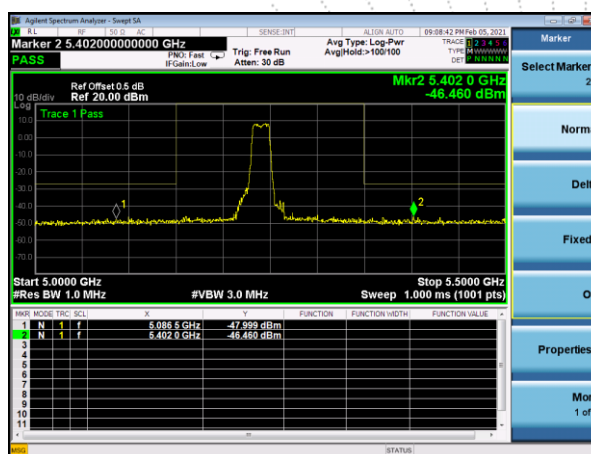 Agilent Spectrum Analyzer - Swept SA
RL RF 50 Ω AC SENSE:INT ALIGN AUTO 09:08:42 PM Feb 05, 2021
Marker 2 5.402000000000 GHz
PNO: Fast
IFGain:Low
Trig: Free Run
Atten: 30 dB
Avg Type: Log-Pwr
Avg|Hold:>100/100
TRACE 1 2 3 4 5 6
TYPE MWWWWW
DET P N N N N N
PASS
Ref Offset 0.5 dB
10 dB/div Ref 20.00 dBm
Mkr2 5.402 0 GHz
-46.460 dBm
Log
Trace 1 Pass
10.0
0.00
-10.0
-20.0
-30.0
-40.0
-50.0
-60.0
-70.0
1
2
Start 5.0000 GHz Stop 5.5000 GHz
#Res BW 1.0 MHz #VBW 3.0 MHz Sweep 1.000 ms (1001 pts)
MKR MODE TRC SCL X Y FUNCTION FUNCTION WIDTH FUNCTION VALUE
1 N 1 f 5.086 5 GHz -47.999 dBm
2 N 1 f 5.402 0 GHz -46.460 dBm
3
4
5
6
7
8
9
10
11
MSG STATUS
Marker
Select Marker
2
Norm
Delt
Fixed
O
Properties
Mor
1 of